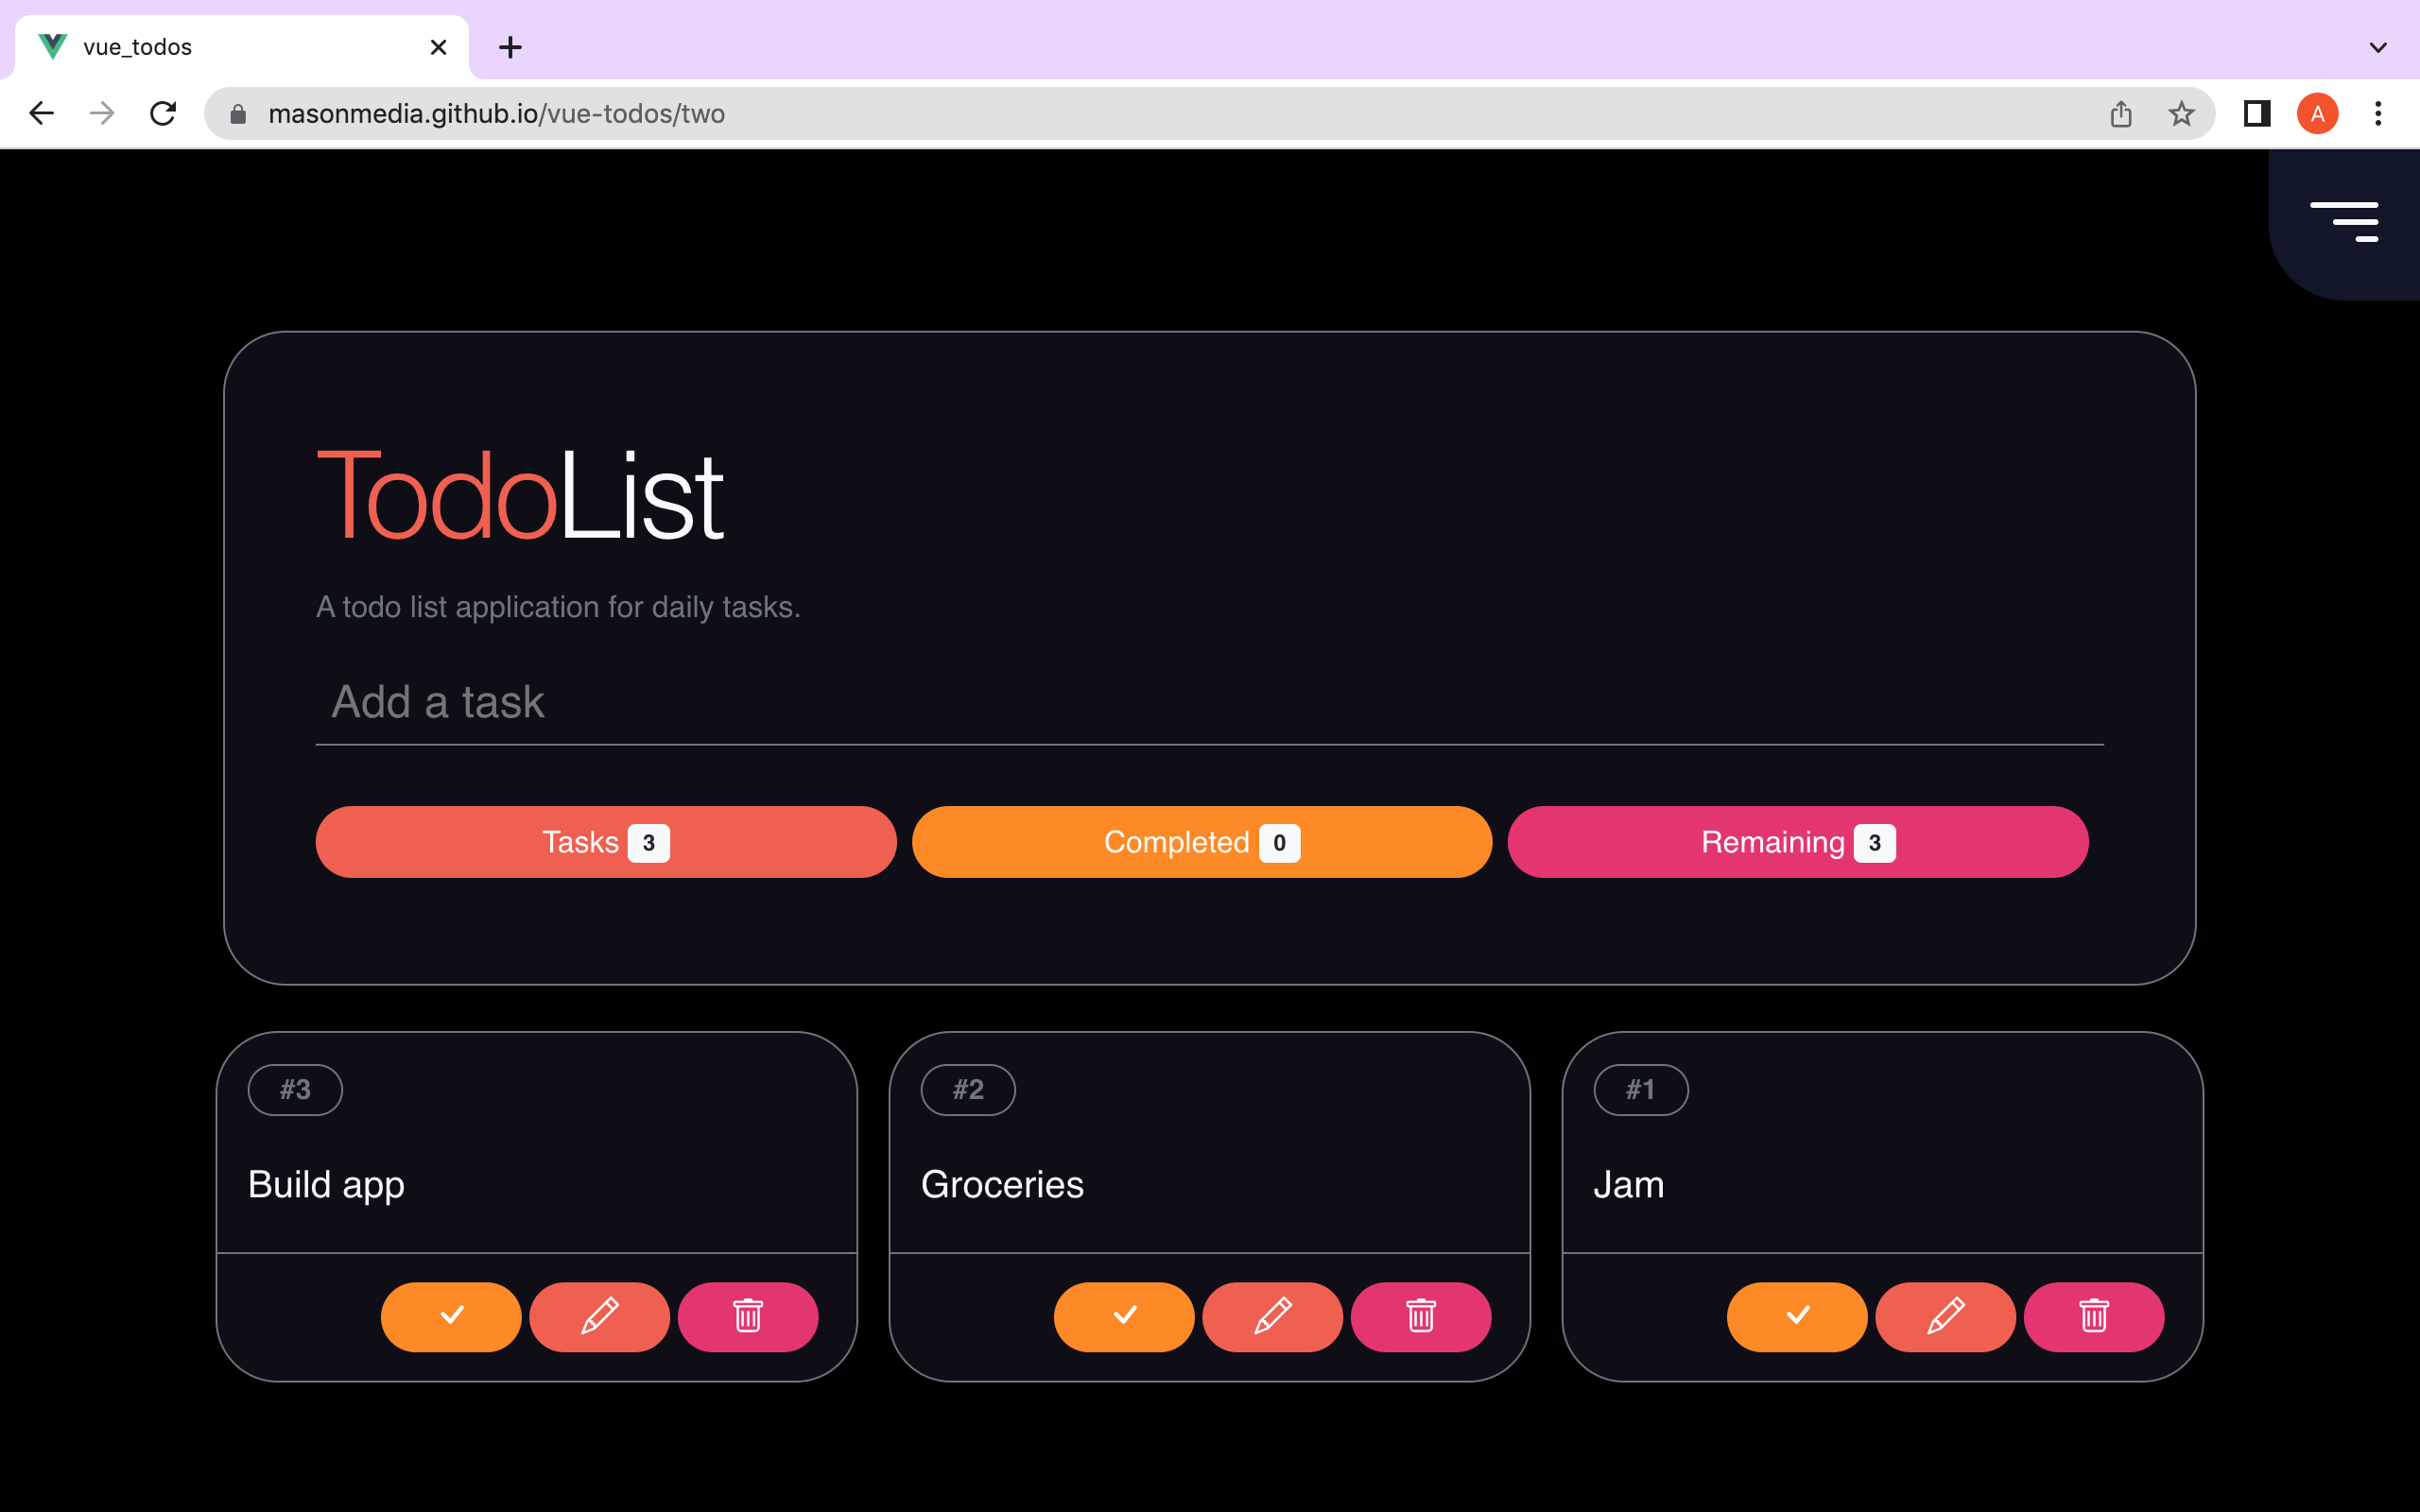 vue_todos
masonmedia.github.io/vue-todos/two
A
TodoList
A todo list application for daily tasks.
Add a task
Tasks 3
Completed 0
Remaining 3
#3
Build app
#2
Groceries
#1
Jam